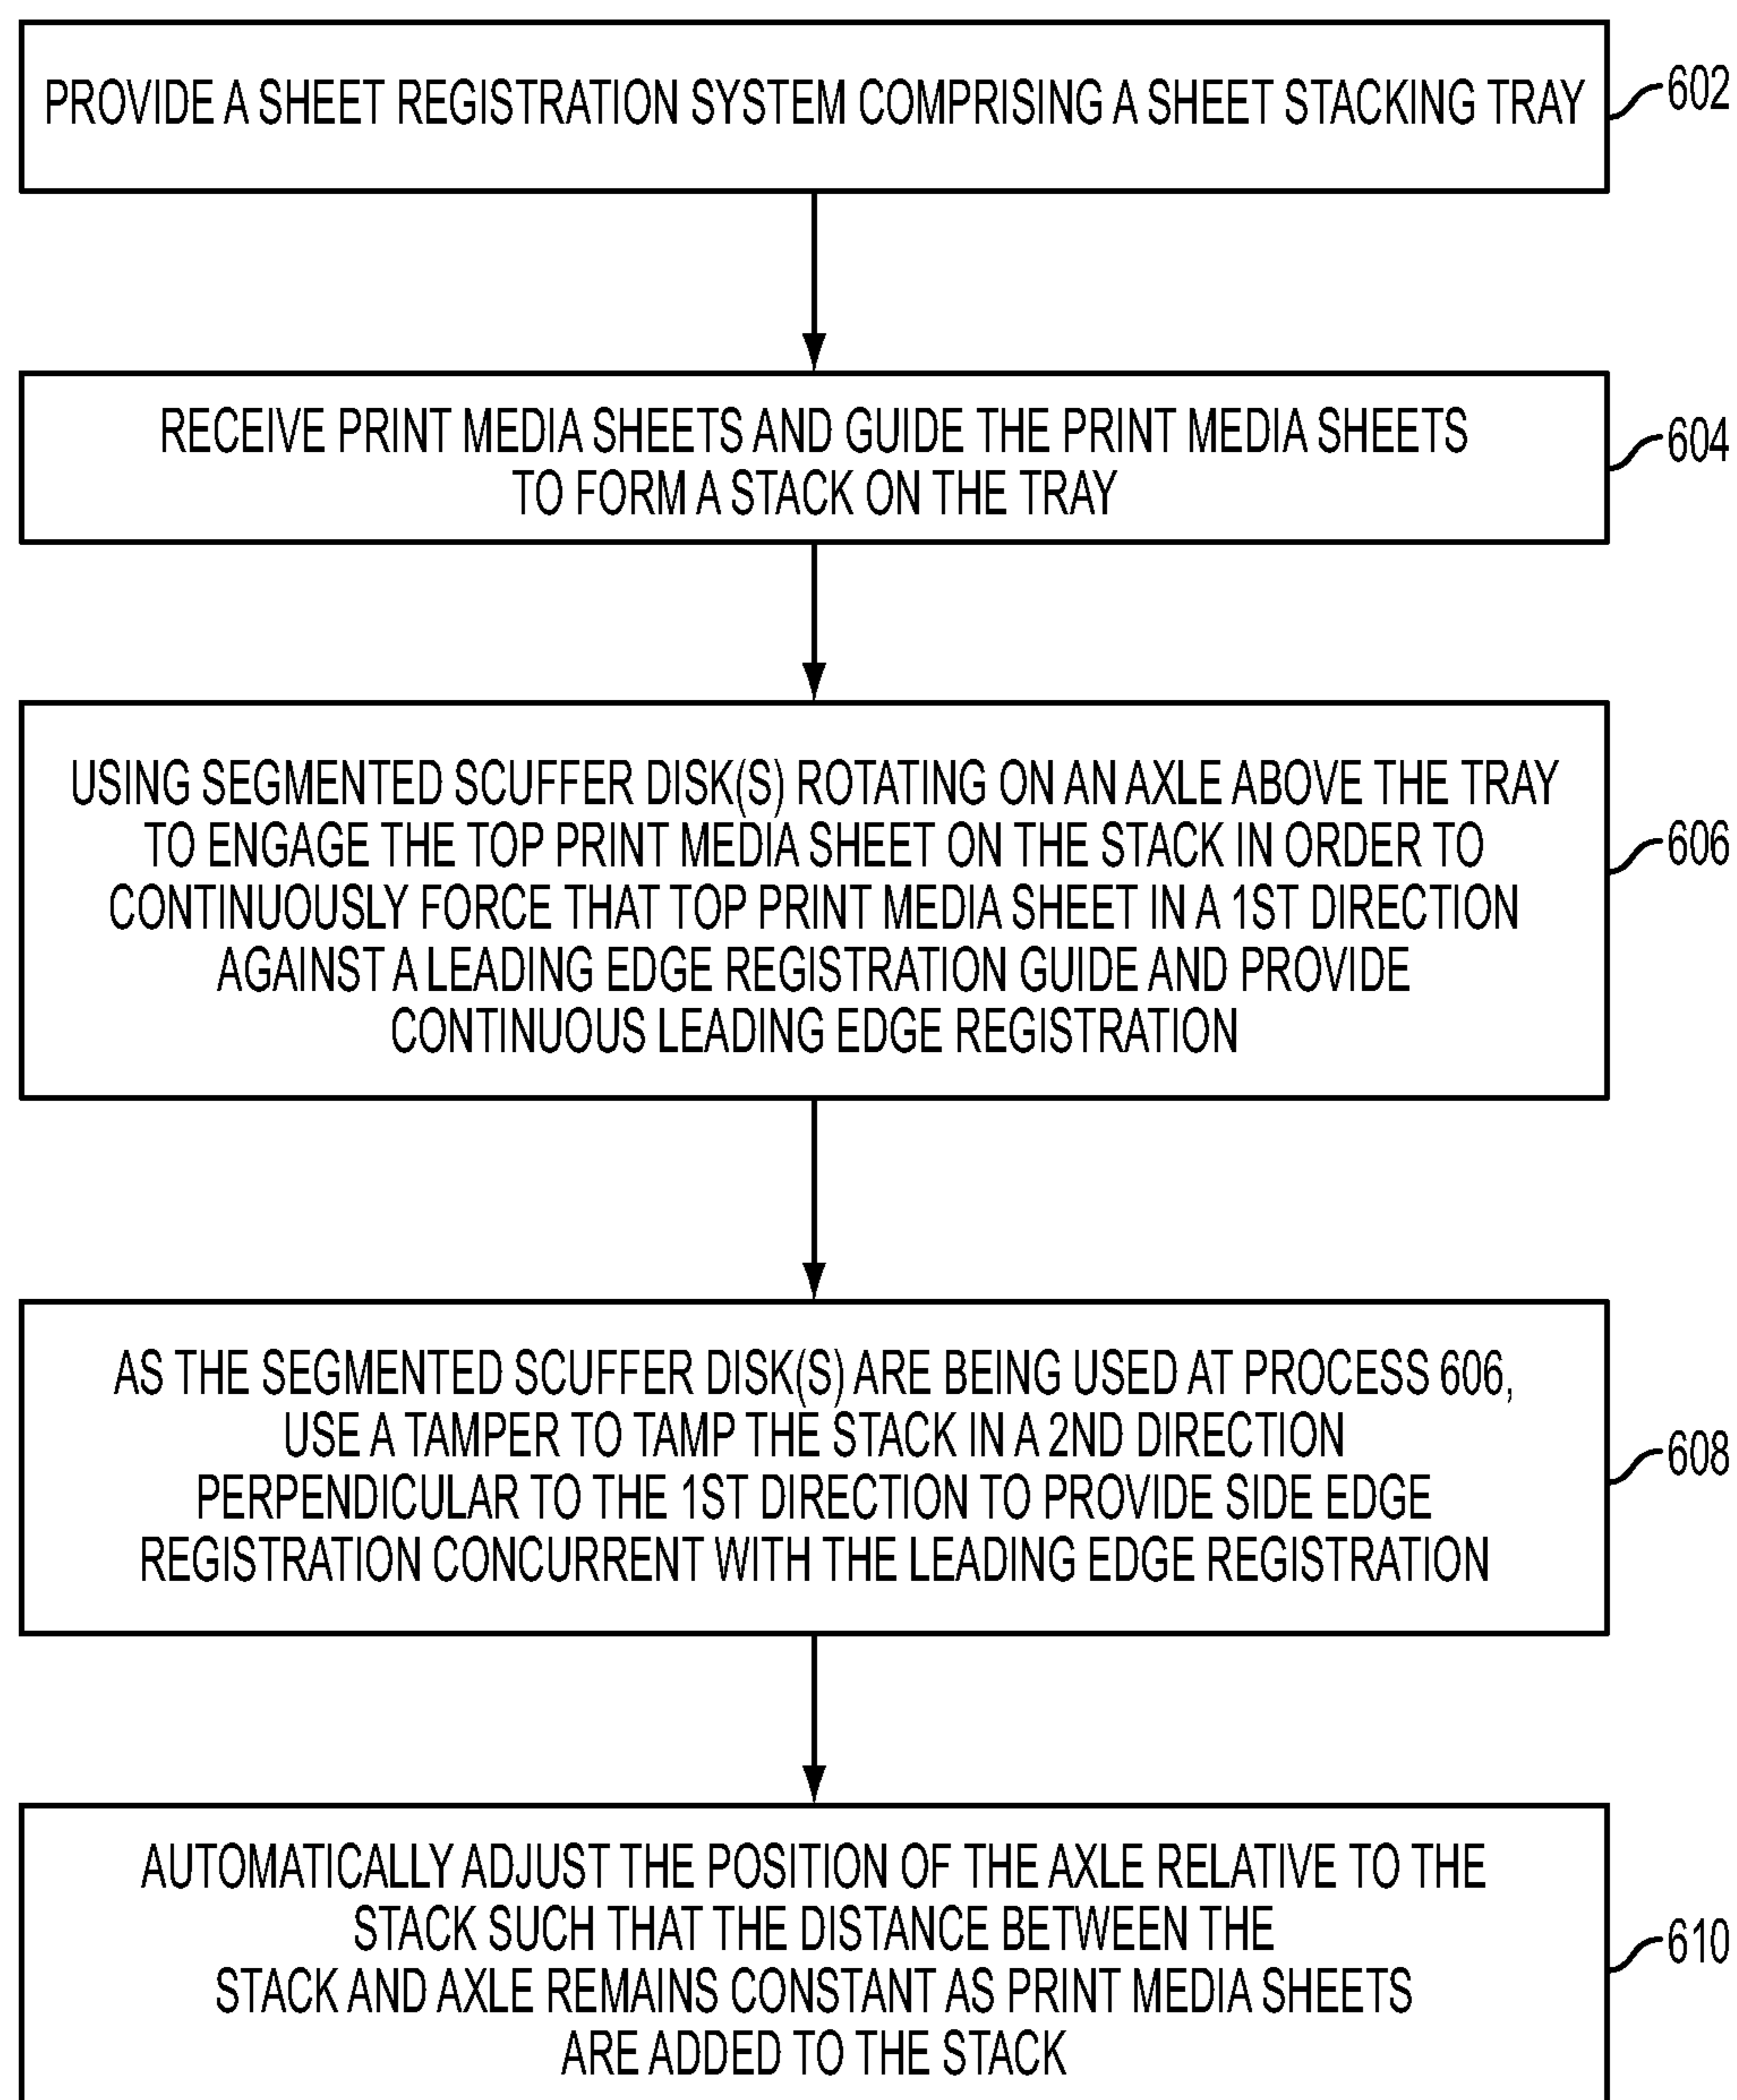 PROVIDE A SHEET REGISTRATION SYSTEM COMPRISING A SHEET STACKING TRAY
602
RECEIVE PRINT MEDIA SHEETS AND GUIDE THE PRINT MEDIA SHEETS
TO FORM A STACK ON THE TRAY
604
USING SEGMENTED SCUFFER DISK(S) ROTATING ON AN AXLE ABOVE THE TRAY
TO ENGAGE THE TOP PRINT MEDIA SHEET ON THE STACK IN ORDER TO
CONTINUOUSLY FORCE THAT TOP PRINT MEDIA SHEET IN A 1ST DIRECTION
AGAINST A LEADING EDGE REGISTRATION GUIDE AND PROVIDE
CONTINUOUS LEADING EDGE REGISTRATION
606
AS THE SEGMENTED SCUFFER DISK(S) ARE BEING USED AT PROCESS 606,
USE A TAMPER TO TAMP THE STACK IN A 2ND DIRECTION
PERPENDICULAR TO THE 1ST DIRECTION TO PROVIDE SIDE EDGE
REGISTRATION CONCURRENT WITH THE LEADING EDGE REGISTRATION
608
AUTOMATICALLY ADJUST THE POSITION OF THE AXLE RELATIVE TO THE
STACK SUCH THAT THE DISTANCE BETWEEN THE
STACK AND AXLE REMAINS CONSTANT AS PRINT MEDIA SHEETS
ARE ADDED TO THE STACK
610